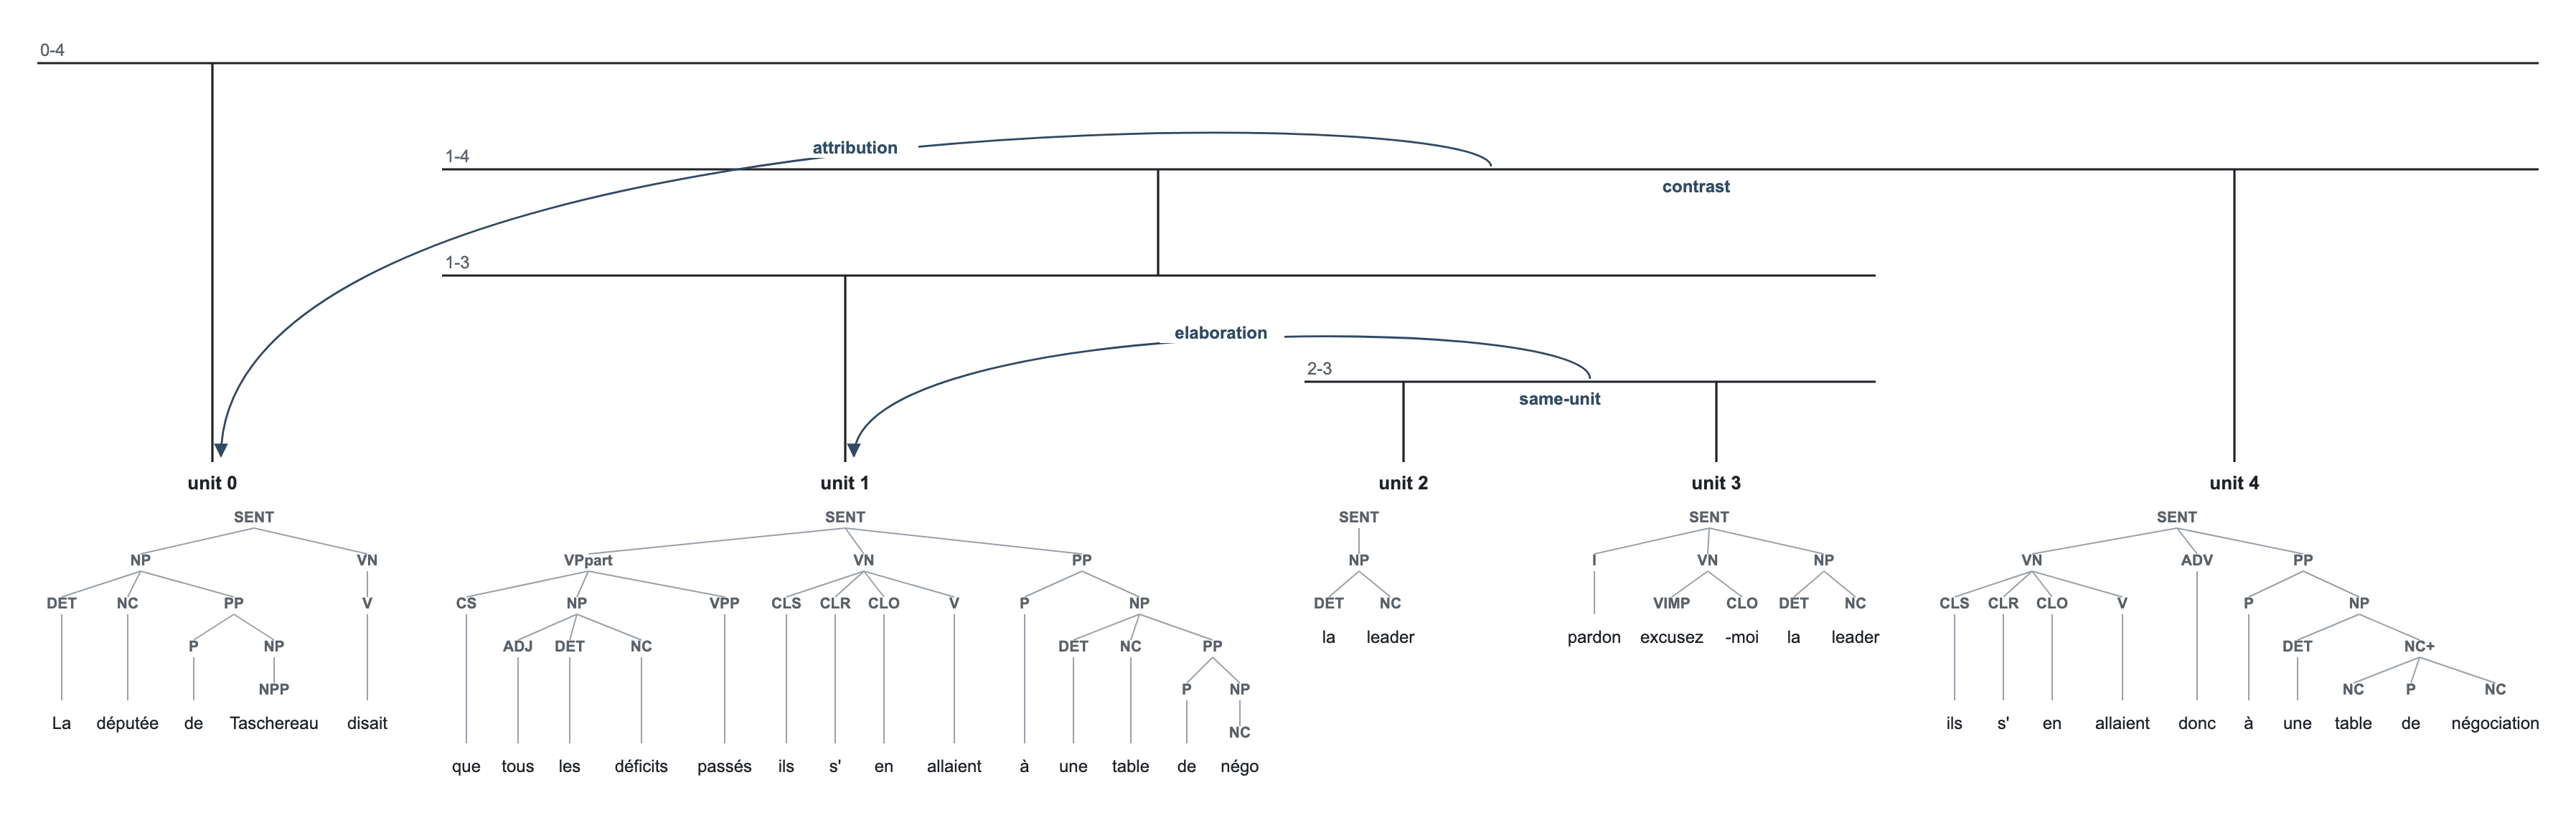 0-4
attribution
1-4
contrast
1-3
elaboration
2-3
same-unit
unit 0 unit 1 unit 2 unit 3 unit 4
SENT SENT SENT SENT SENT
NP VN VPpart VN PP NP I VN NP VN ADV PP
DET NC PP V CS NP VPP CLS CLR CLO V P NP DET NC VIMP CLO DET NC CLS CLR CLO V P NP
la leader pardon excusez -moi la leader
P NP ADJ DET NC DET NC PP DET NC+
NPP P NP NC P NC
La députée de Taschereau disait ils s' en allaient donc à une table de négociation
NC
que tous les déficits passés ils s' en allaient à une table de négo